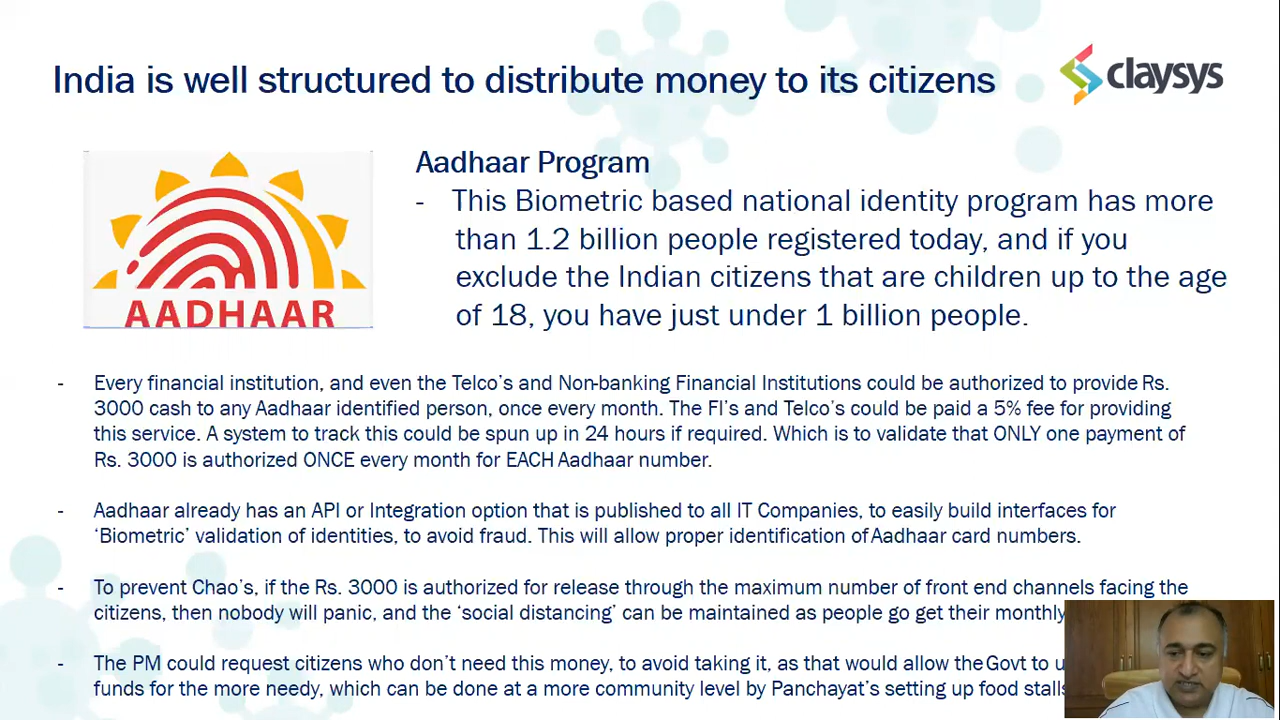 India is well structured to distribute money to its citizens
claysys
AADHAAR
Aadhaar Program
- This Biometric based national identity program has more
than 1.2 billion people registered today, and if you
exclude the Indian citizens that are children up to the age
of 18, you have just under 1 billion people.
- Every financial institution, and even the Telco's and Non-banking Financial Institutions could be authorized to provide Rs.
3000 cash to any Aadhaar identified person, once every month. The FI's and Telco's could be paid a 5% fee for providing
this service. A system to track this could be spun up in 24 hours if required. Which is to validate that ONLY one payment of
Rs. 3000 is authorized ONCE every month for EACH Aadhaar number.
- Aadhaar already has an API or Integration option that is published to all IT Companies, to easily build interfaces for
‘Biometric’ validation of identities, to avoid fraud. This will allow proper identification of Aadhaar card numbers.
- To prevent Chao's, if the Rs. 3000 is authorized for release through the maximum number of front end channels facing the
citizens, then nobody will panic, and the ‘social distancing’ can be maintained as people go get their monthly
- The PM could request citizens who don't need this money, to avoid taking it, as that would allow the Govt to
funds for the more needy, which can be done at a more community level by Panchayat's setting up food stalls